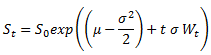 S_t = S_0 exp((μ − σ²/2) + t σ W_t)